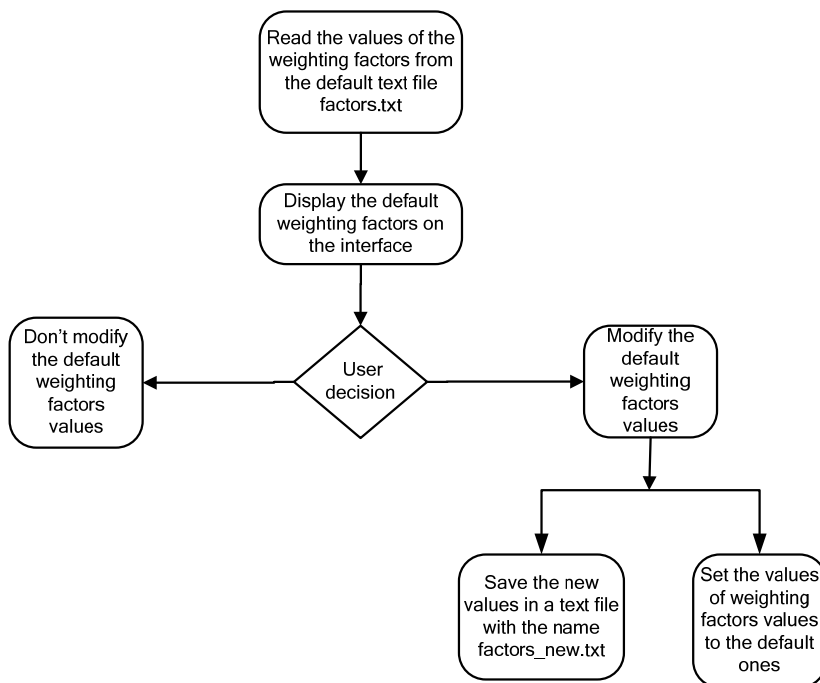 Read the values of the
weighting factors from
the default text file
factors.txt
Display the default
weighting factors on
the interface
User
decision
Don't modify
the default
weighting
factors
values
Modify the
default
weighting
factors
values
Save the new
values in a text file
with the name
factors_new.txt
Set the values
of weighting
factors values
to the default
ones